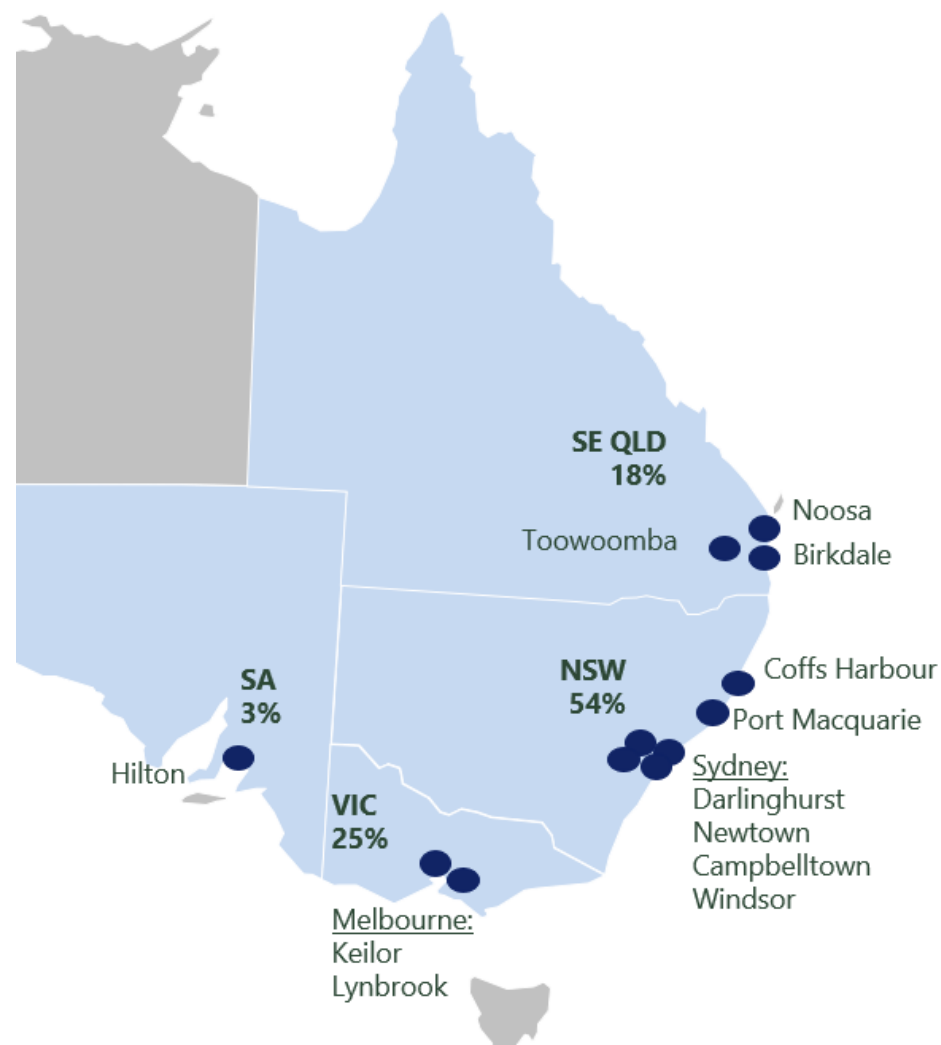 SE QLD
18%
Noosa
Toowoomba
Birkdale
Coffs Harbour
NSW
54%
Port Macquarie
SA
3%
Hilton
Sydney:
Darlinghurst
Newtown
Campbelltown
Windsor
VIC
25%
Melbourne:
Keilor
Lynbrook